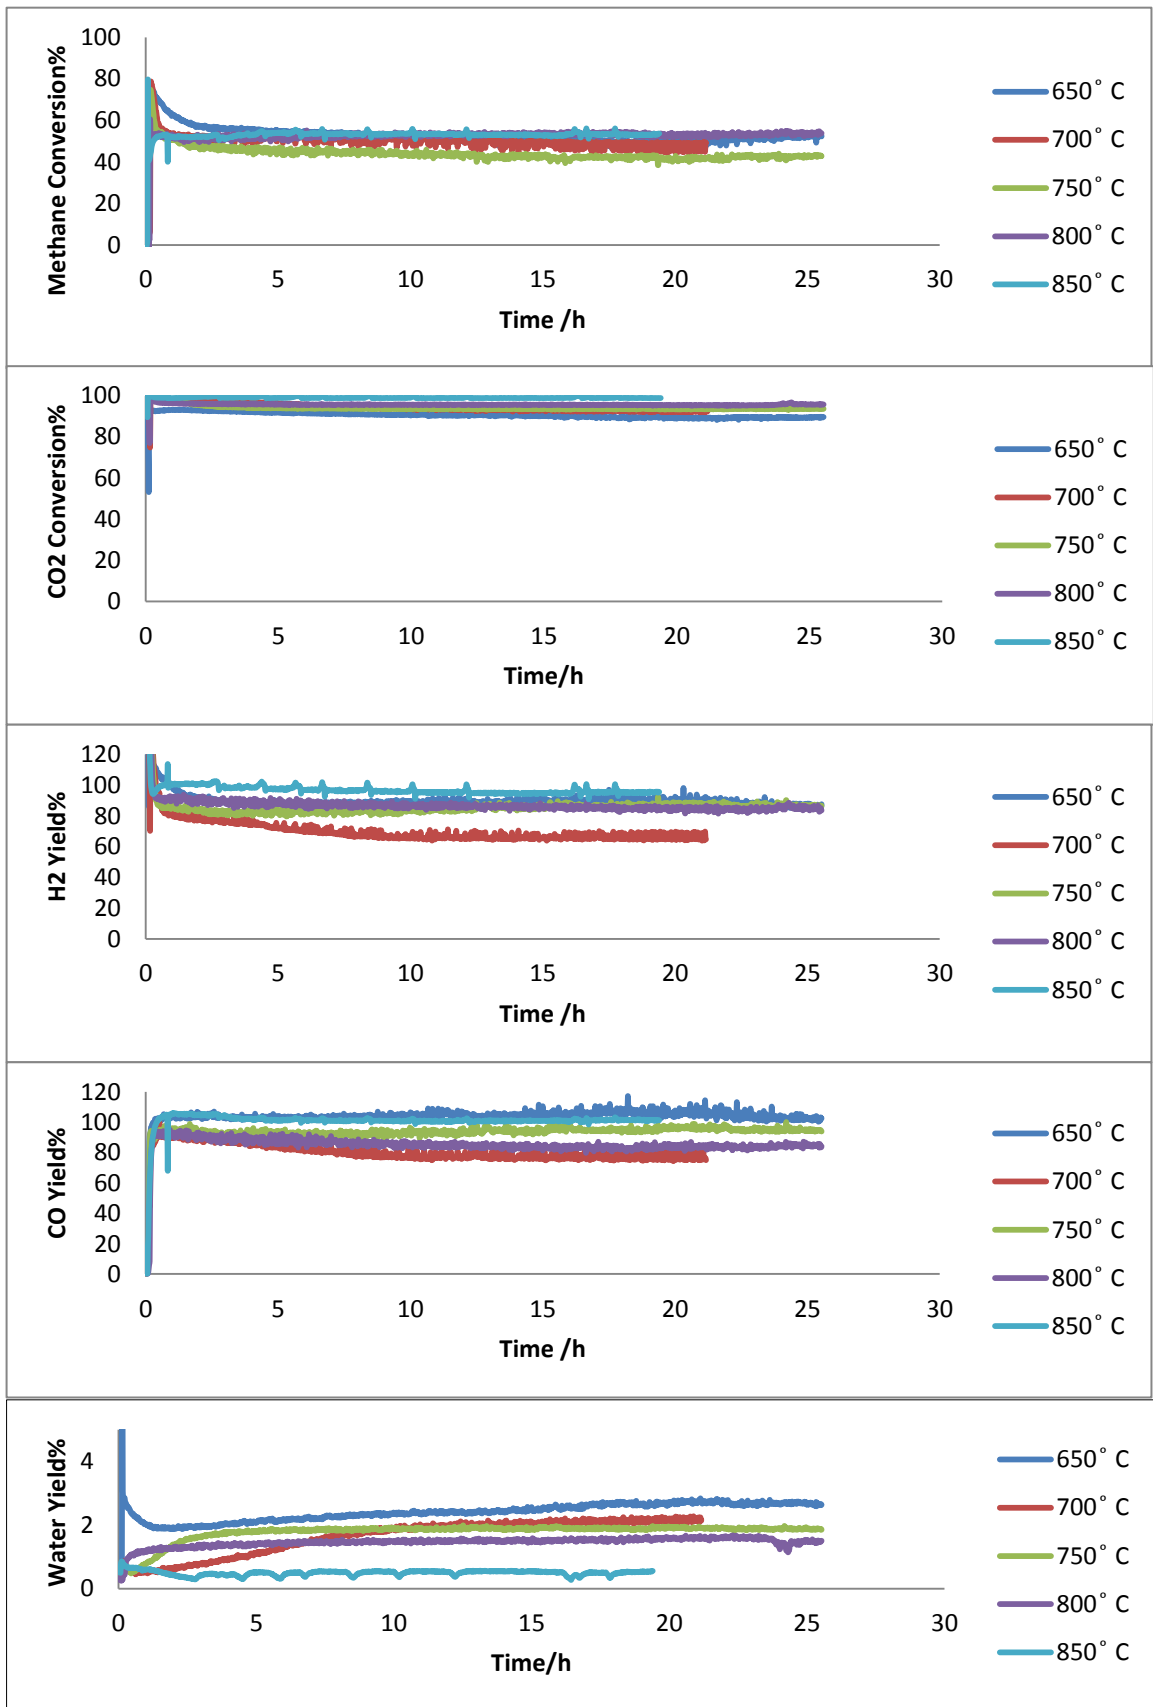 Methane Conversion%
100
80
60
40
20
0
0 5 10 15 20 25 30
Time /h
650° C
700° C
750° C
800° C
850° C
CO2 Conversion%
100
80
60
40
20
0
0 5 10 15 20 25 30
Time/h
650° C
700° C
750° C
800° C
850° C
H2 Yield%
120
100
80
60
40
20
0
0 5 10 15 20 25 30
Time /h
650° C
700° C
750° C
800° C
850° C
CO Yield%
120
100
80
60
40
20
0
0 5 10 15 20 25 30
Time /h
650° C
700° C
750° C
800° C
850° C
Water Yield%
4
2
0
0 5 10 15 20 25 30
Time/h
650° C
700° C
750° C
800° C
850° C